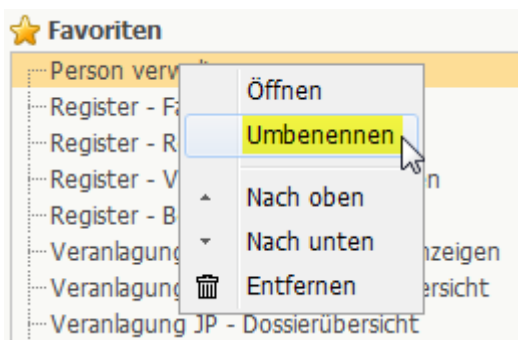 Favoriten
Person verw
Öffnen
Register - Fa
Umbenennen
Register - R
Register - V
Nach oben
Register - B
Nach unten
Veranlagung nzeigen
Entfernen
Veranlagung ersicht
Veranlagung JP - Dossierübersicht